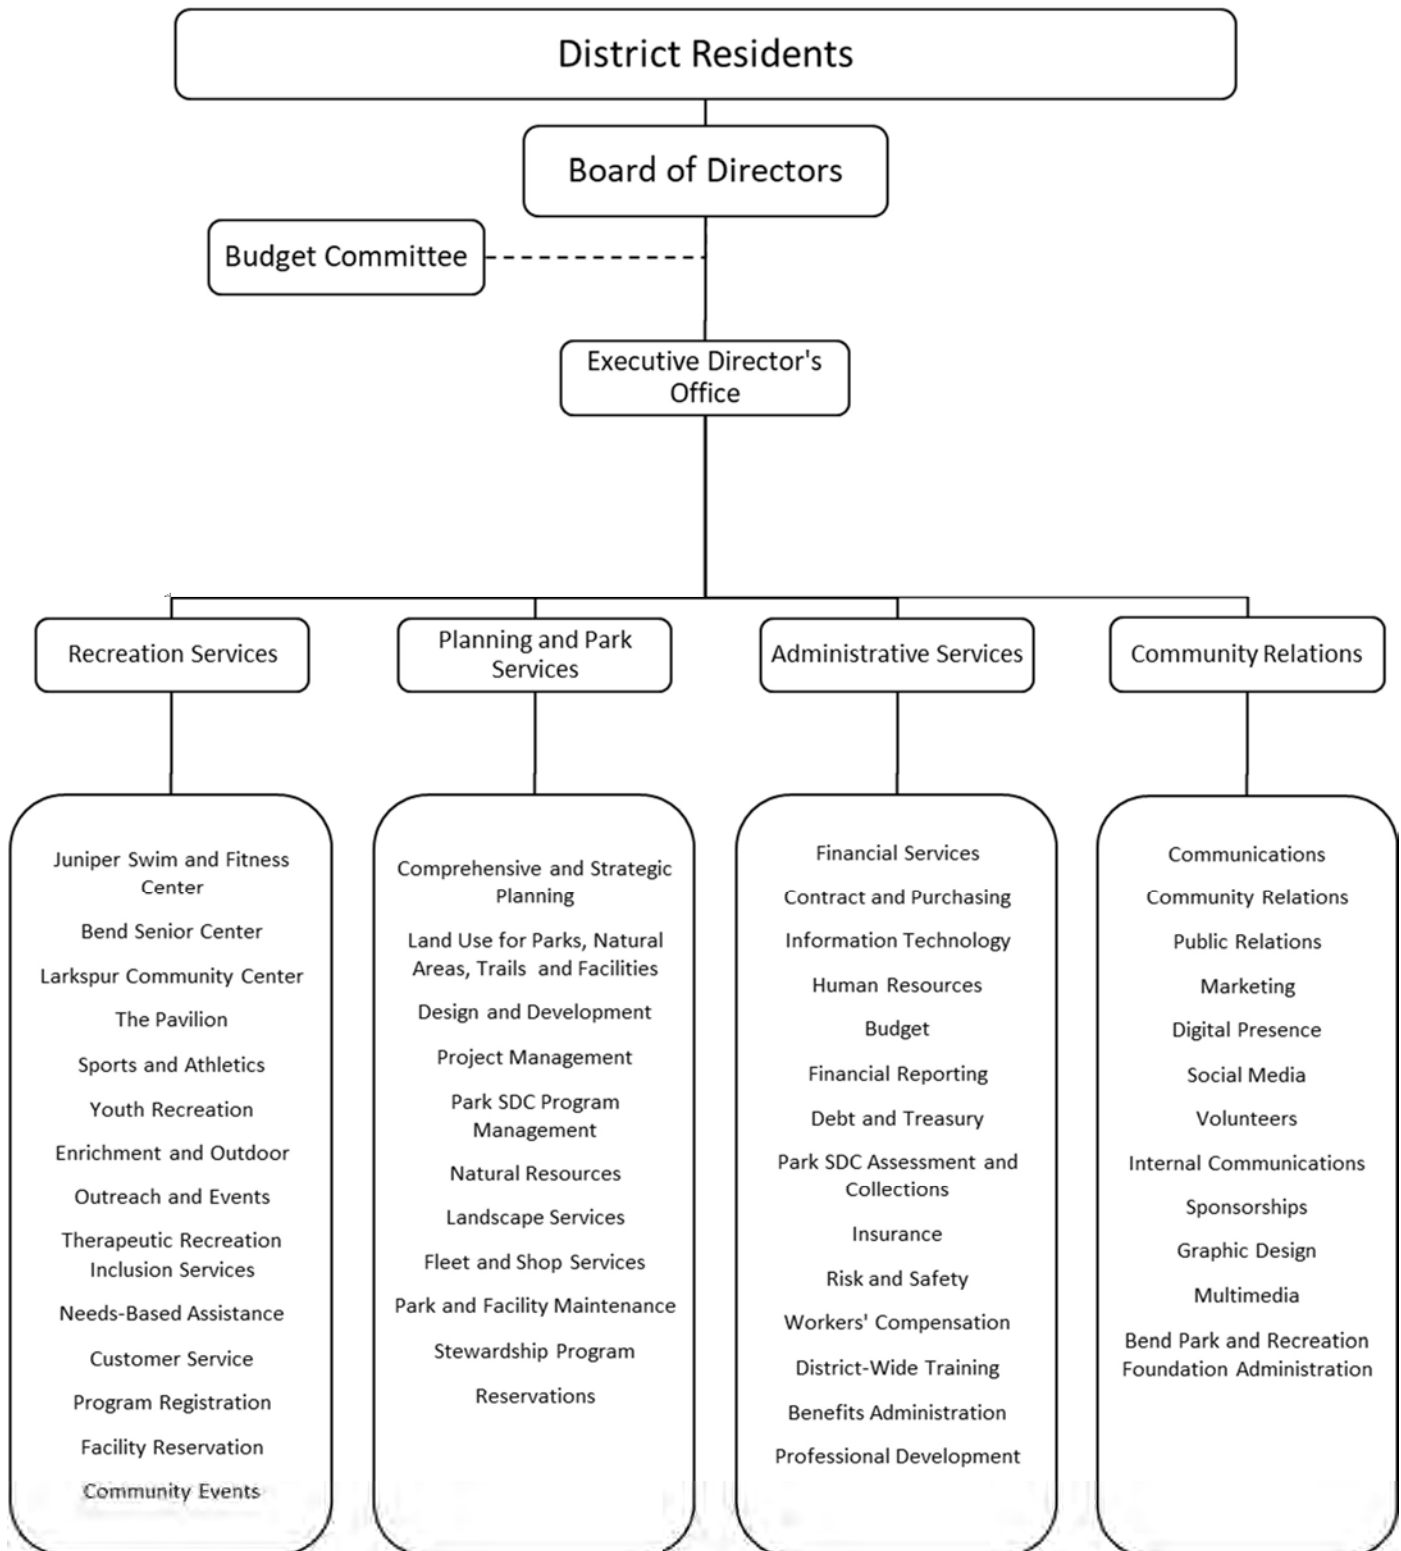 District Residents
Board of Directors
Budget Committee
Executive Director's
Office
Recreation Services
Planning and Park
Services
Administrative Services
Community Relations
Juniper Swim and Fitness
Center
Bend Senior Center
Larkspur Community Center
The Pavilion
Sports and Athletics
Youth Recreation
Enrichment and Outdoor
Outreach and Events
Therapeutic Recreation
Inclusion Services
Needs-Based Assistance
Customer Service
Program Registration
Facility Reservation
Community Events
Comprehensive and Strategic
Planning
Land Use for Parks, Natural
Areas, Trails and Facilities
Design and Development
Project Management
Park SDC Program
Management
Natural Resources
Landscape Services
Fleet and Shop Services
Park and Facility Maintenance
Stewardship Program
Reservations
Financial Services
Contract and Purchasing
Information Technology
Human Resources
Budget
Financial Reporting
Debt and Treasury
Park SDC Assessment and
Collections
Insurance
Risk and Safety
Workers' Compensation
District-Wide Training
Benefits Administration
Professional Development
Communications
Community Relations
Public Relations
Marketing
Digital Presence
Social Media
Volunteers
Internal Communications
Sponsorships
Graphic Design
Multimedia
Bend Park and Recreation
Foundation Administration